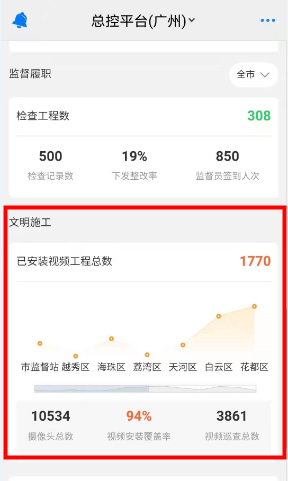 总控平台(广州)
监督履职
全市
检查工程数 308
500 19% 850
检查记录数 下发整改率 监督员签到人次
文明施工
已安装视频工程总数 1770
市监督站 越秀区 海珠区 荔湾区 天河区 白云区 花都区
10534 94% 3861
摄像头总数 视频安装覆盖率 视频巡查总数